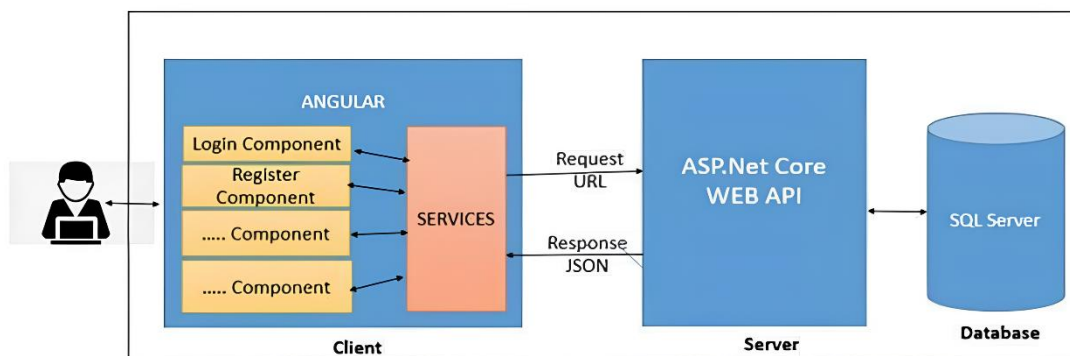 ANGULAR
Login Component
Register
Component
..... Component
..... Component
SERVICES
Request
URL
Response
JSON
ASP.Net Core
WEB API
SQL Server
Client
Server
Database